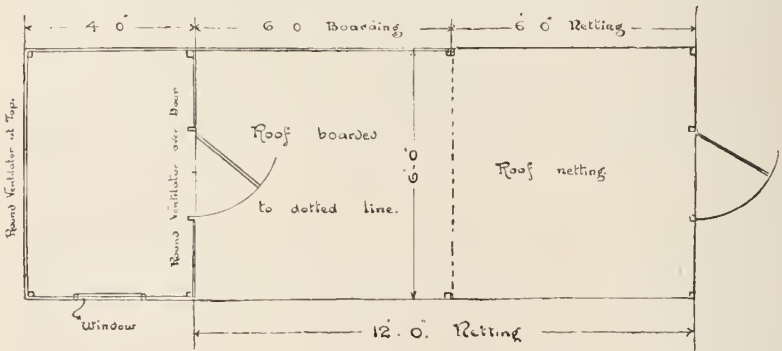 4' 0"
6' 0" Boarding
6' 0" Netting
Round Ventilator at Top.
Round Ventilator over Door
Roof boarded
to dotted line.
6'-0"
Roof netting.
Window
12'. 0". Netting